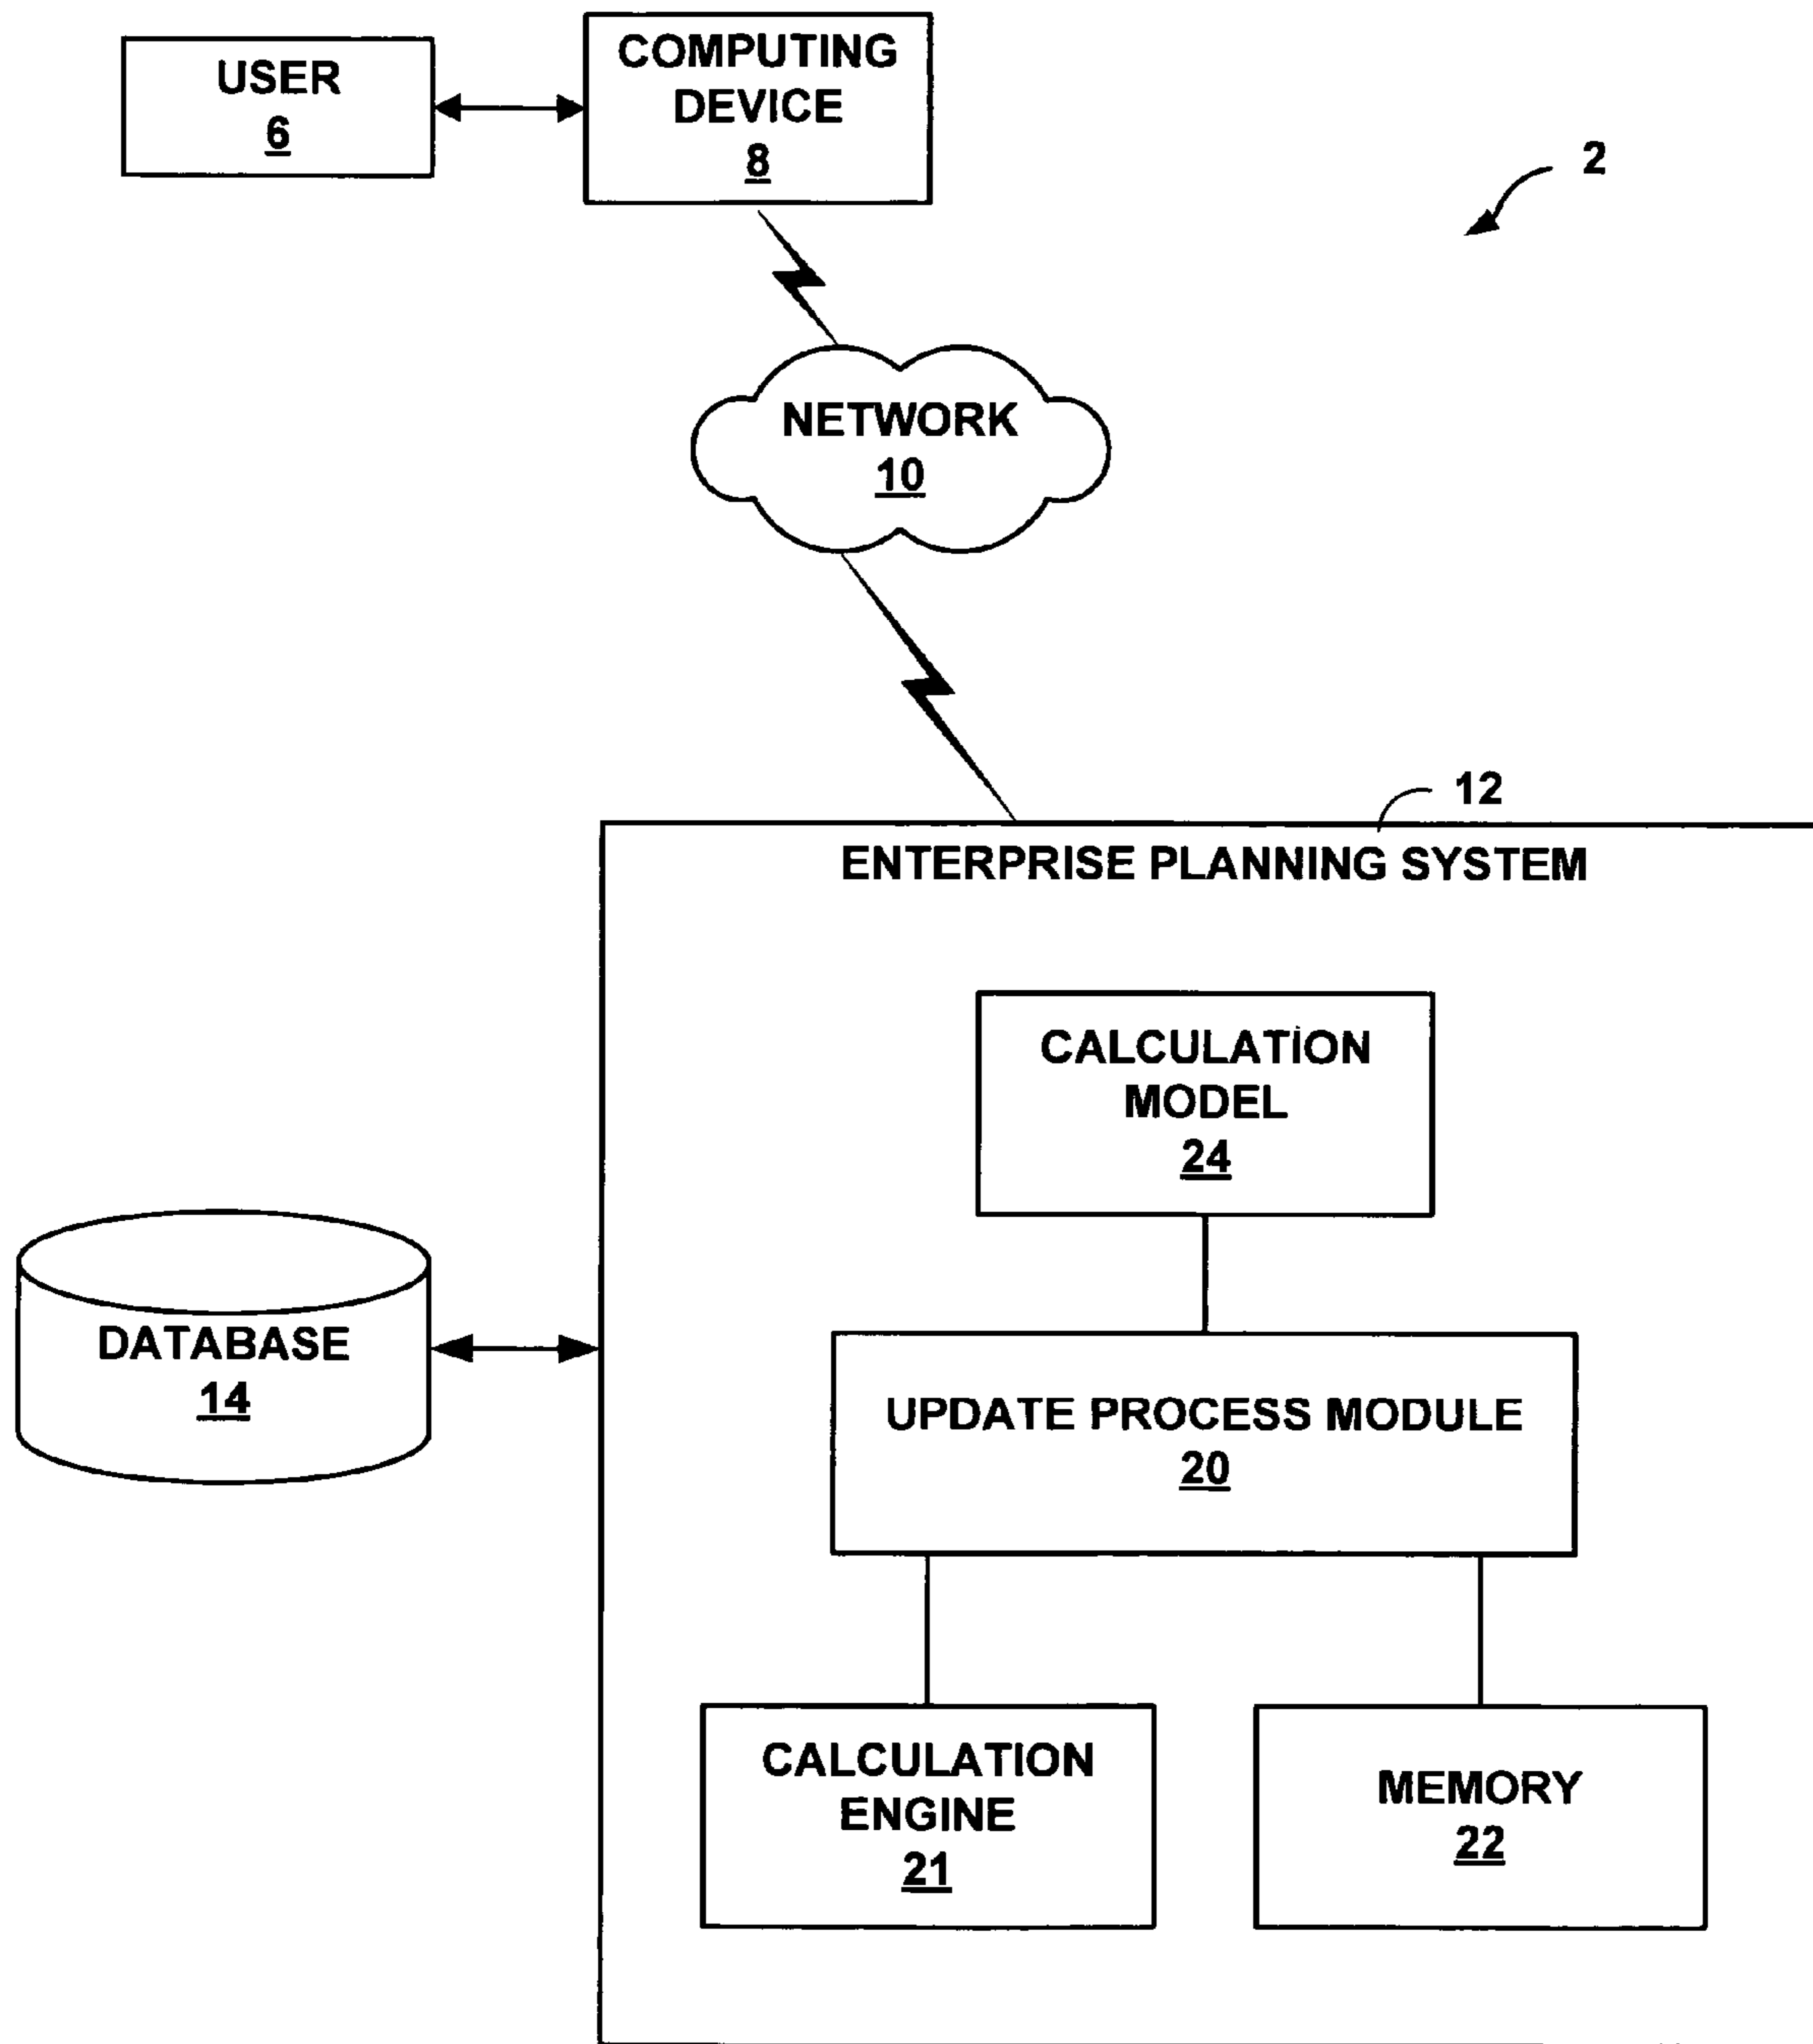 USER
6
COMPUTING
DEVICE
8
2
NETWORK
10
12
ENTERPRISE PLANNING SYSTEM
CALCULATION
MODEL
24
DATABASE
14
UPDATE PROCESS MODULE
20
CALCULATION
ENGINE
21
MEMORY
22